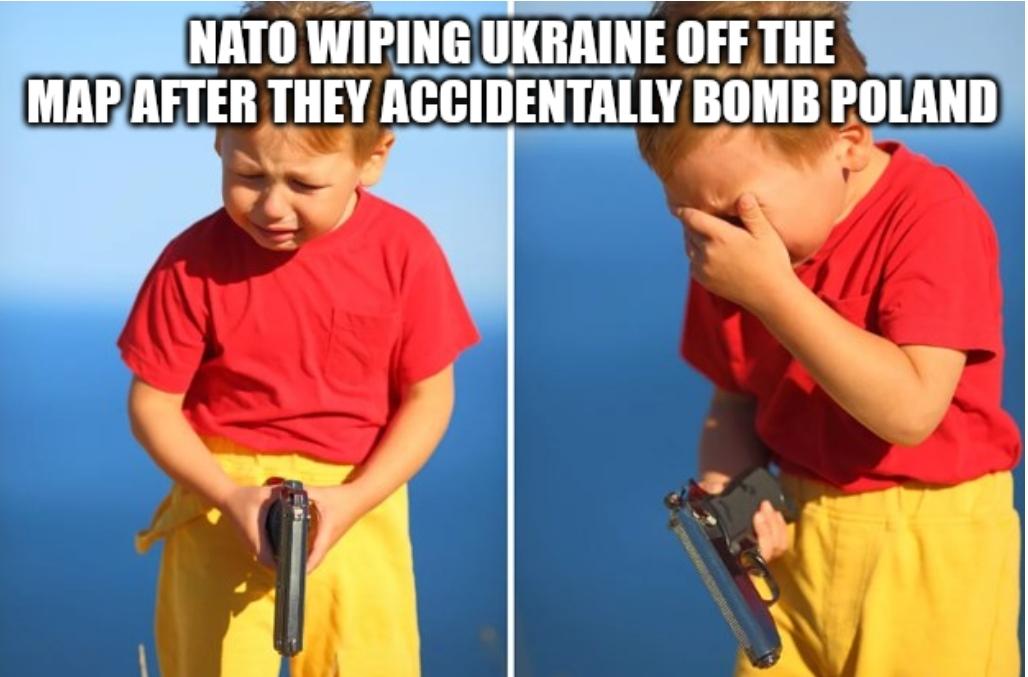 NATO WIPING UKRAINE OFF THE
MAP AFTER THEY ACCIDENTALLY BOMB POLAND